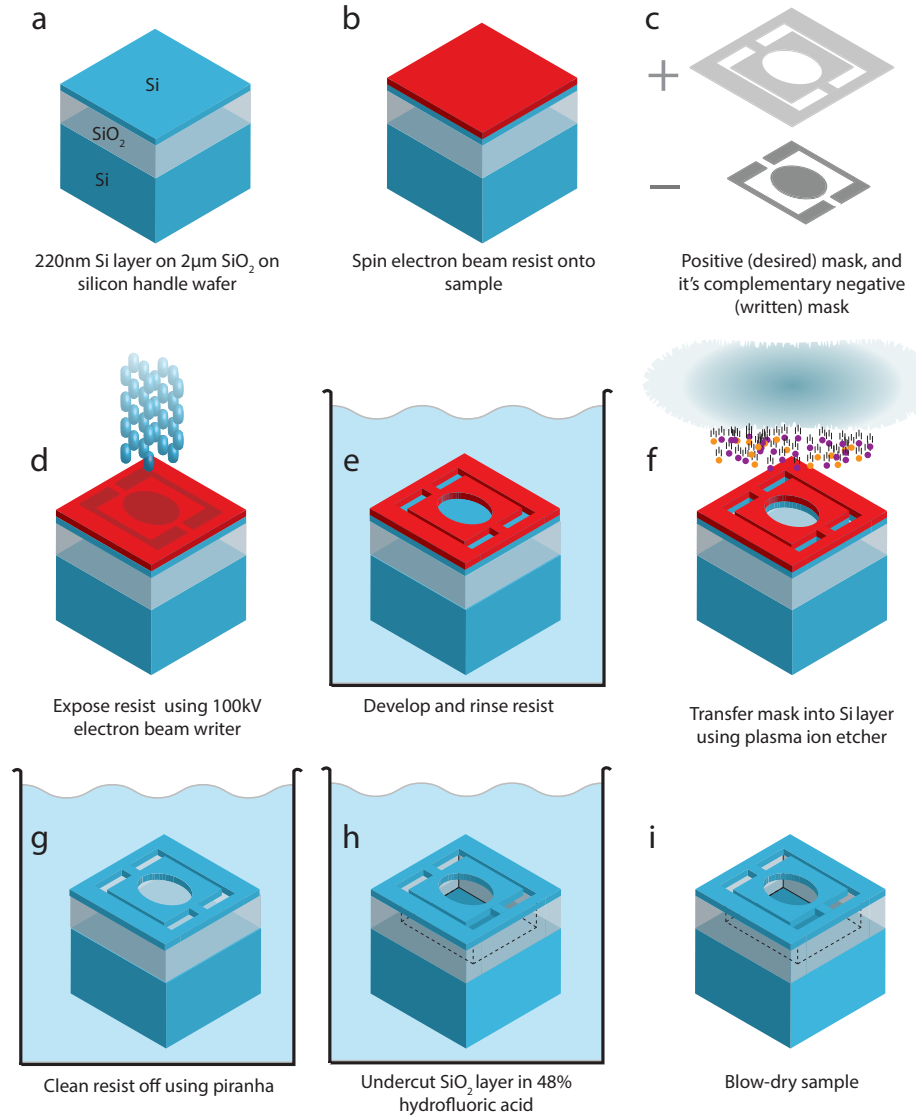 a
Si
SiO₂
Si
220nm Si layer on 2μm SiO₂ on
silicon handle wafer
b
Spin electron beam resist onto
sample
c
+
−
Positive (desired) mask, and
it's complementary negative
(written) mask
d
Expose resist using 100kV
electron beam writer
e
Develop and rinse resist
f
Transfer mask into Si layer
using plasma ion etcher
g
Clean resist off using piranha
h
Undercut SiO₂ layer in 48%
hydrofluoric acid
i
Blow-dry sample